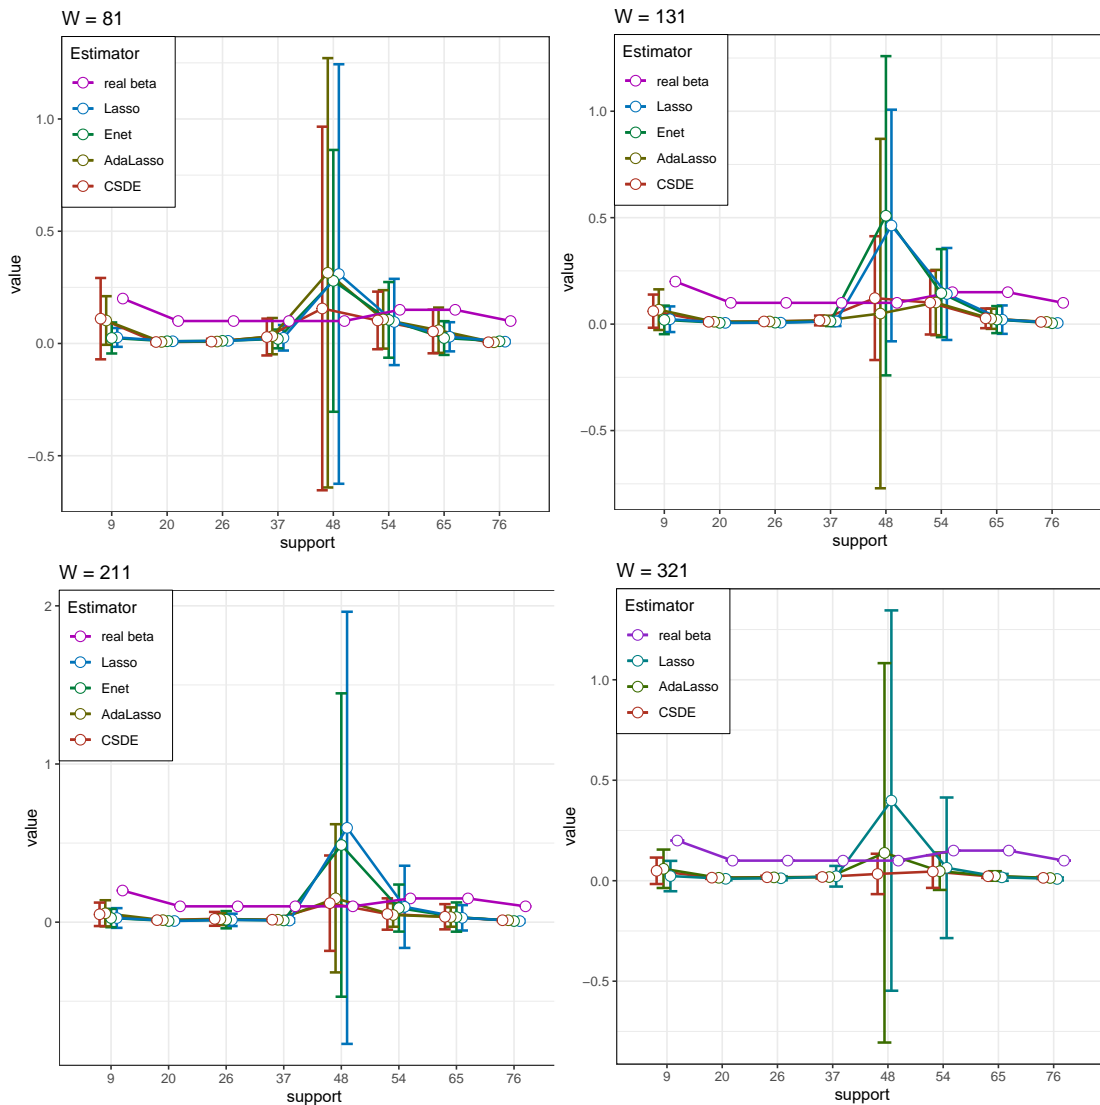 W = 81
Estimator
real beta
Lasso
Enet
AdaLasso
CSDE
1.0
0.5
0.0
−0.5
value
9 20 26 37 48 54 65 76
support
W = 131
Estimator
real beta
Lasso
Enet
AdaLasso
CSDE
1.0
0.5
0.0
−0.5
value
9 20 26 37 48 54 65 76
support
W = 211
Estimator
real beta
Lasso
Enet
AdaLasso
CSDE
2
1
0
value
9 20 26 37 48 54 65 76
support
W = 321
Estimator
real beta
Lasso
AdaLasso
CSDE
1.0
0.5
0.0
−0.5
value
9 20 26 37 48 54 65 76
support